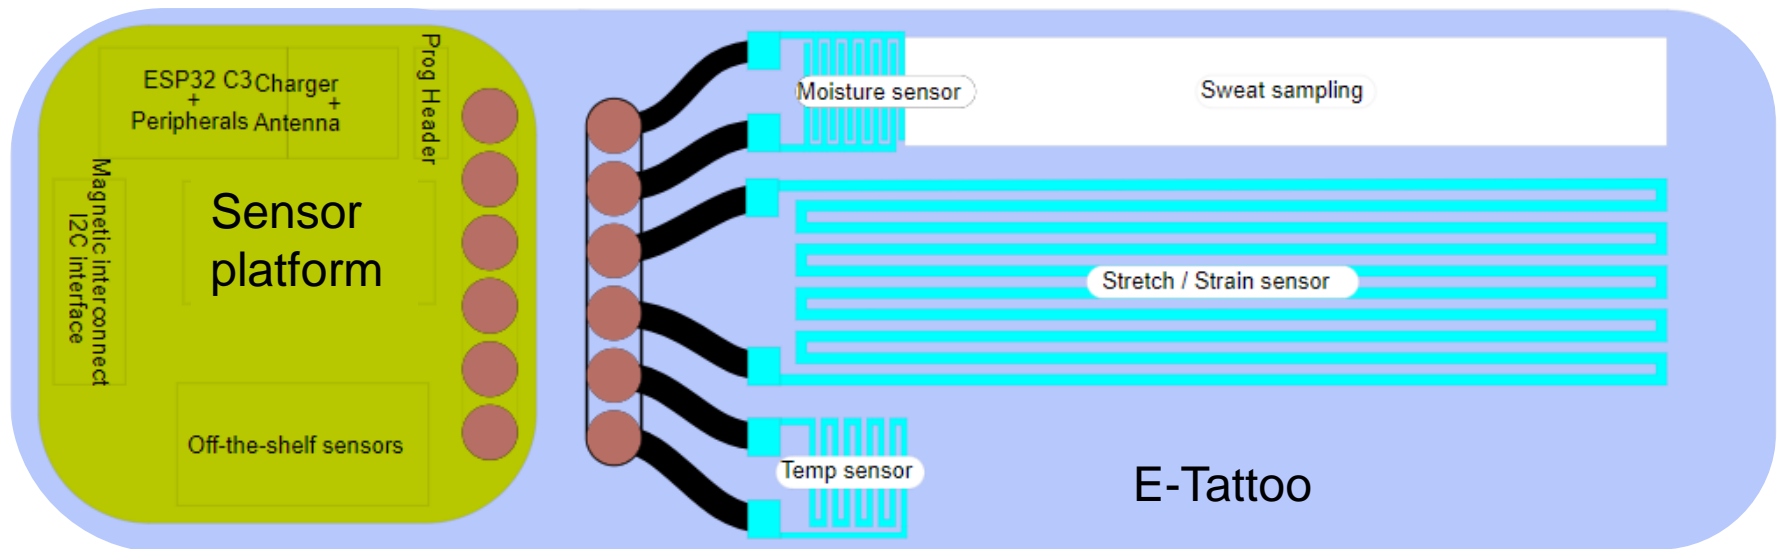 ESP32 C3
+
Peripherals
Charger
+
Antenna
Prog Header
Magnetic interconnect
I2C interface
Sensor
platform
Off-the-shelf sensors
Moisture sensor
Sweat sampling
Stretch / Strain sensor
Temp sensor
E-Tattoo